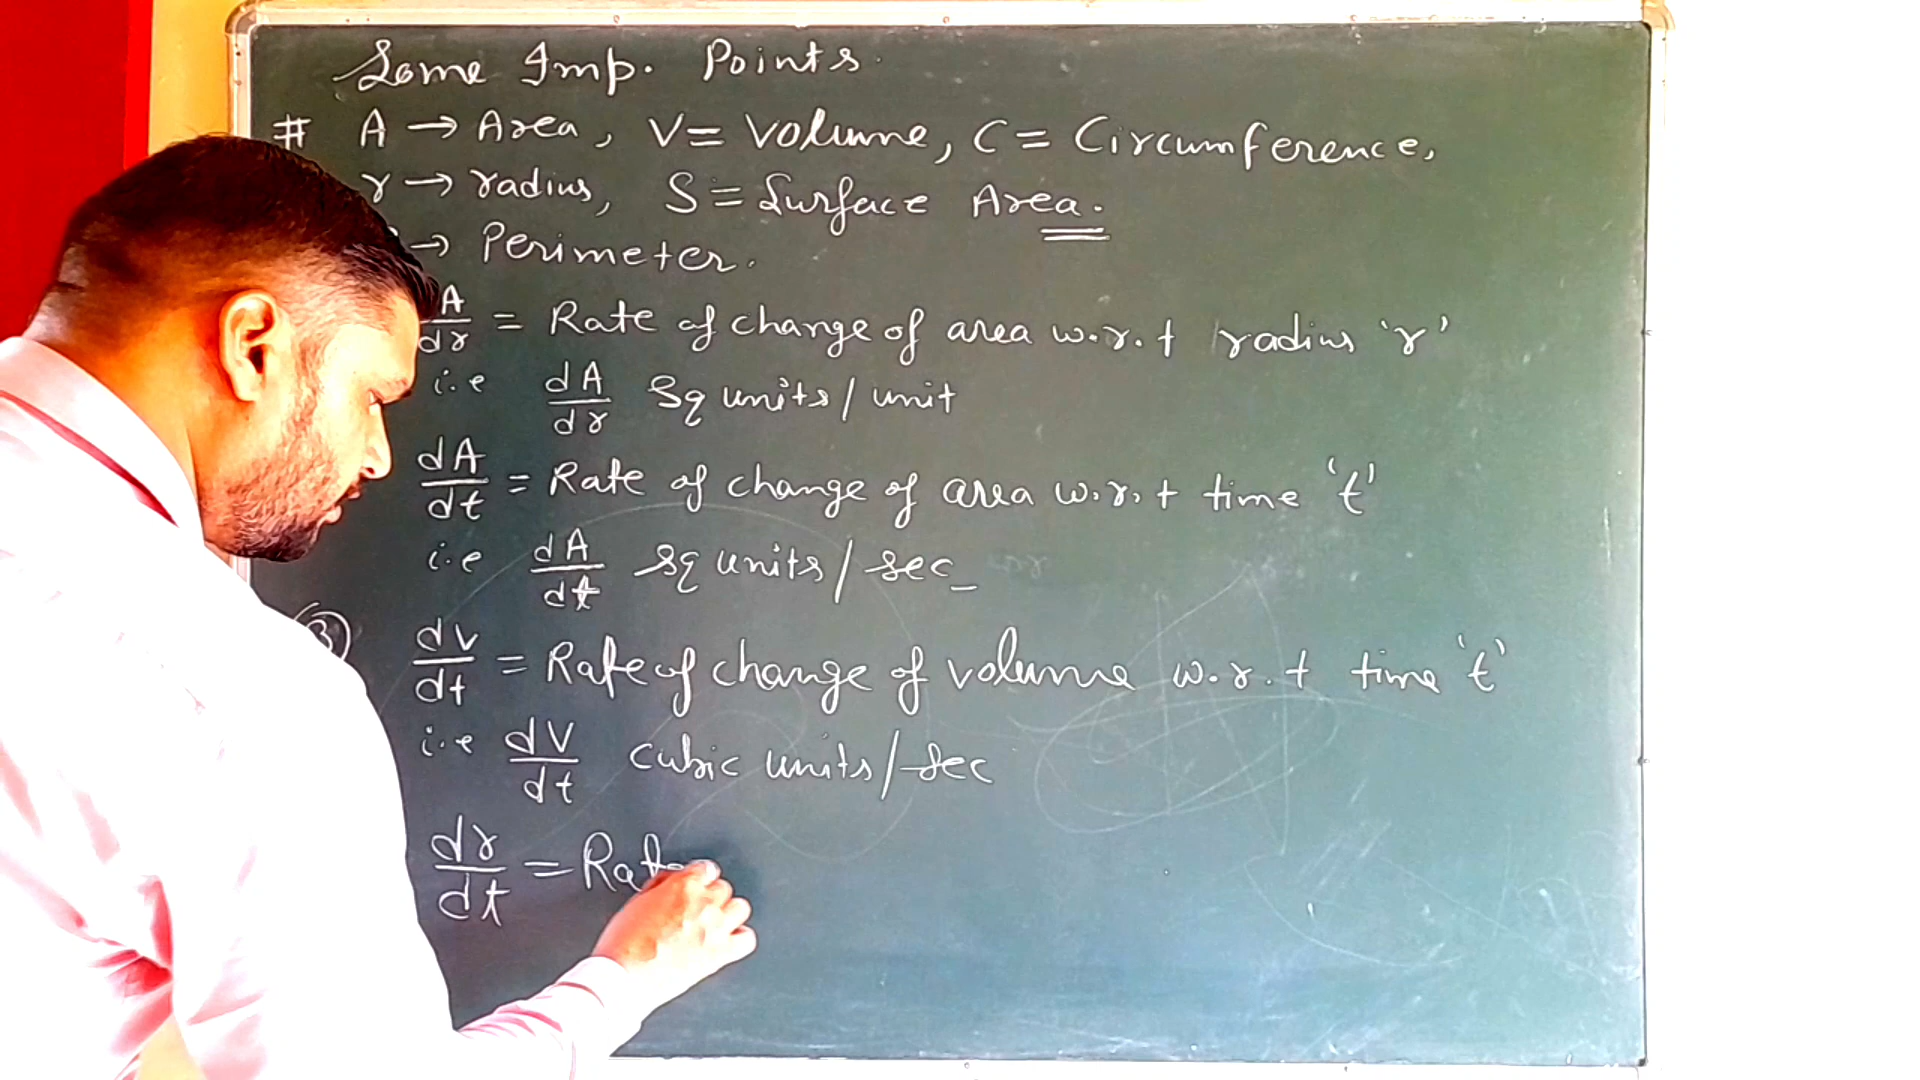 Some Imp. Points
# A → Area, V = Volume, C = Circumference,
r → radius, S = Surface Area.
→ Perimeter.
A/dr = Rate of change of area w.r.t radius 'r'
i.e dA/dr Sq units/unit
dA/dt = Rate of change of area w.r.t time 't'
i.e dA/dt sq units/sec
③ dv/dt = Rate of change of volume w.r.t time 't'
i.e dV/dt cubic units/sec
dr/dt = Rate